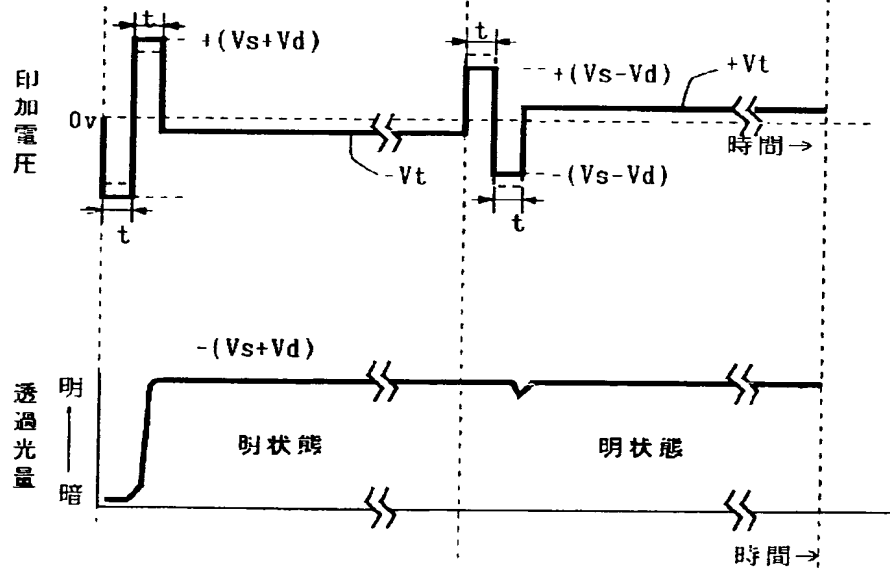 t
+(Vs+Vd)
t
+(Vs-Vd)
+Vt
印加電圧
0v
時間→
-Vt
-(Vs-Vd)
t
t
-(Vs+Vd)
透過光量
明
暗
明状態
明状態
時間→